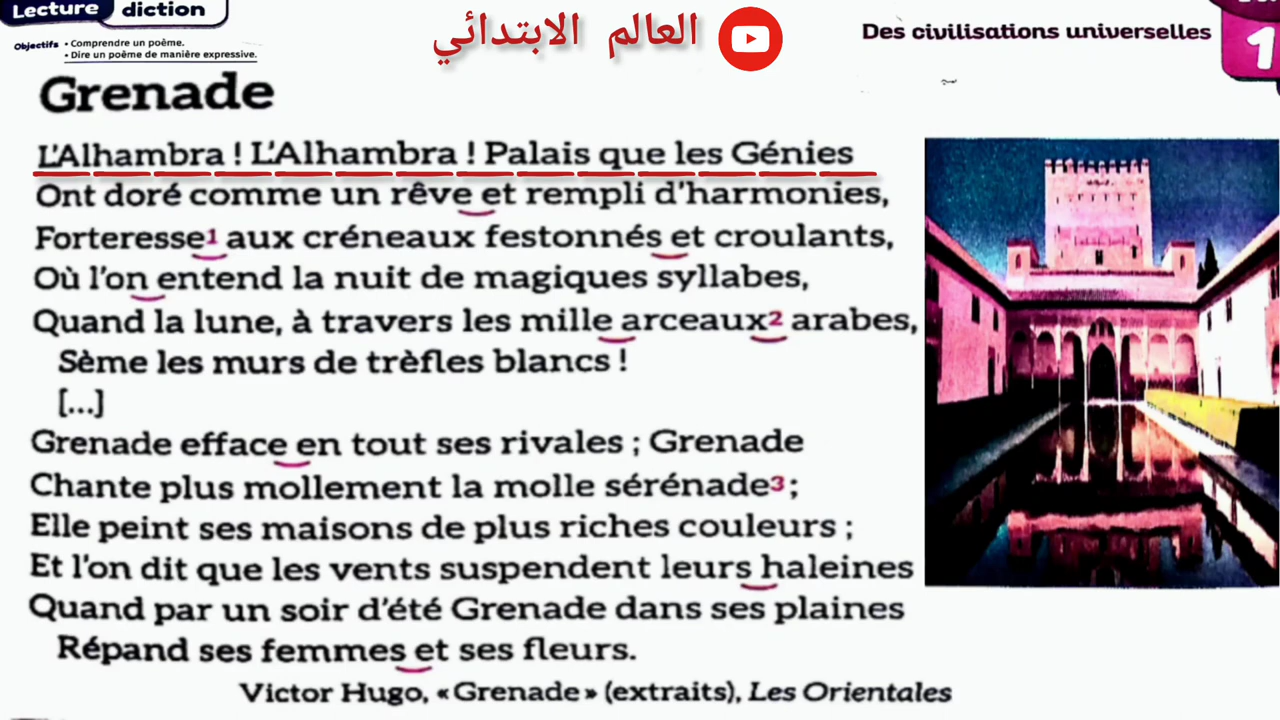 Lecture diction
العالم الابتدائي
Objectifs • Comprendre un poème.
• Dire un poème de manière expressive.
Des civilisations universelles
1
Grenade
L'Alhambra ! L'Alhambra ! Palais que les Génies
Ont doré comme un rêve et rempli d'harmonies,
Forteresse1 aux créneaux festonnés et croulants,
Où l'on entend la nuit de magiques syllabes,
Quand la lune, à travers les mille arceaux2 arabes,
Sème les murs de trèfles blancs !
[...]
Grenade efface en tout ses rivales ; Grenade
Chante plus mollement la molle sérénade3 ;
Elle peint ses maisons de plus riches couleurs ;
Et l'on dit que les vents suspendent leurs haleines
Quand par un soir d'été Grenade dans ses plaines
Répand ses femmes et ses fleurs.
Victor Hugo, «Grenade» (extraits), Les Orientales